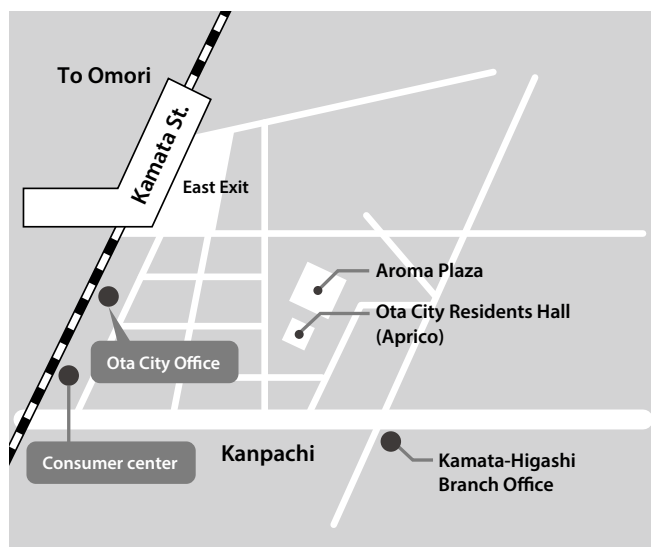 To Omori
Kamata St.
East Exit
Aroma Plaza
Ota City Residents Hall
(Aprico)
Ota City Office
Consumer center
Kanpachi
Kamata-Higashi
Branch Office